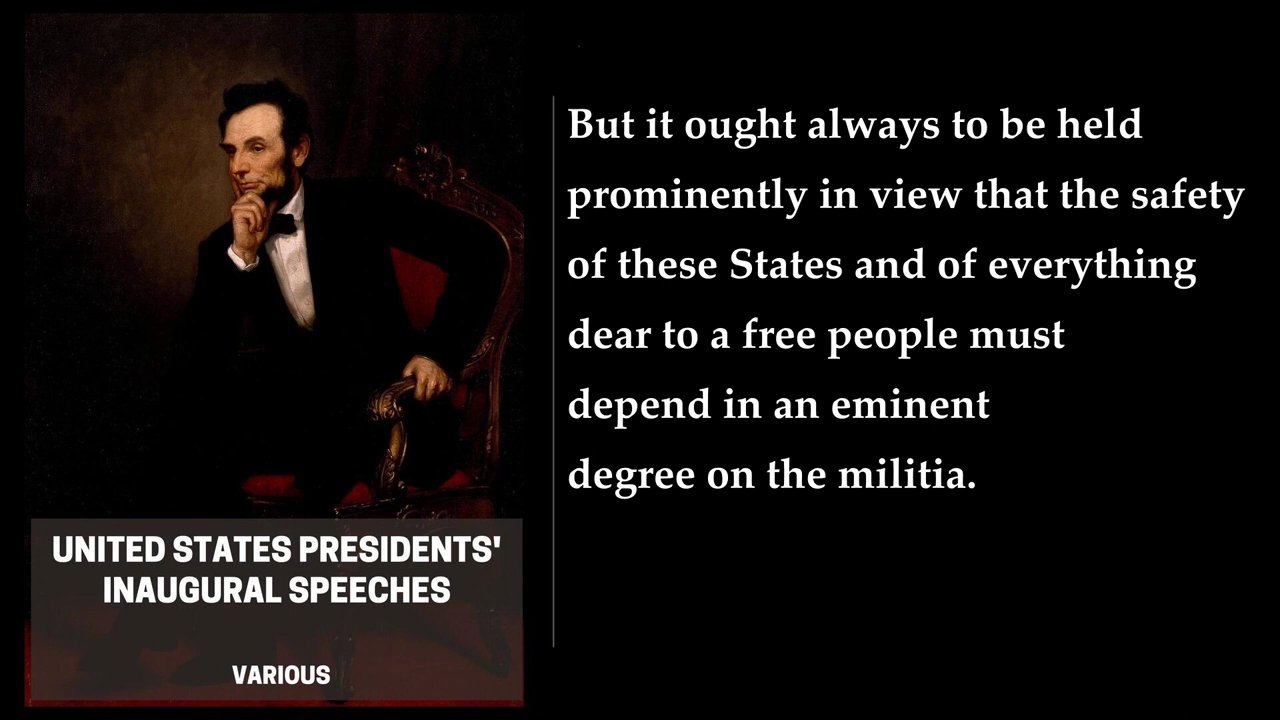 But it ought always to be held
prominently in view that the safety
of these States and of everything
dear to a free people must
depend in an eminent
degree on the militia.
UNITED STATES PRESIDENTS'
INAUGURAL SPEECHES
VARIOUS